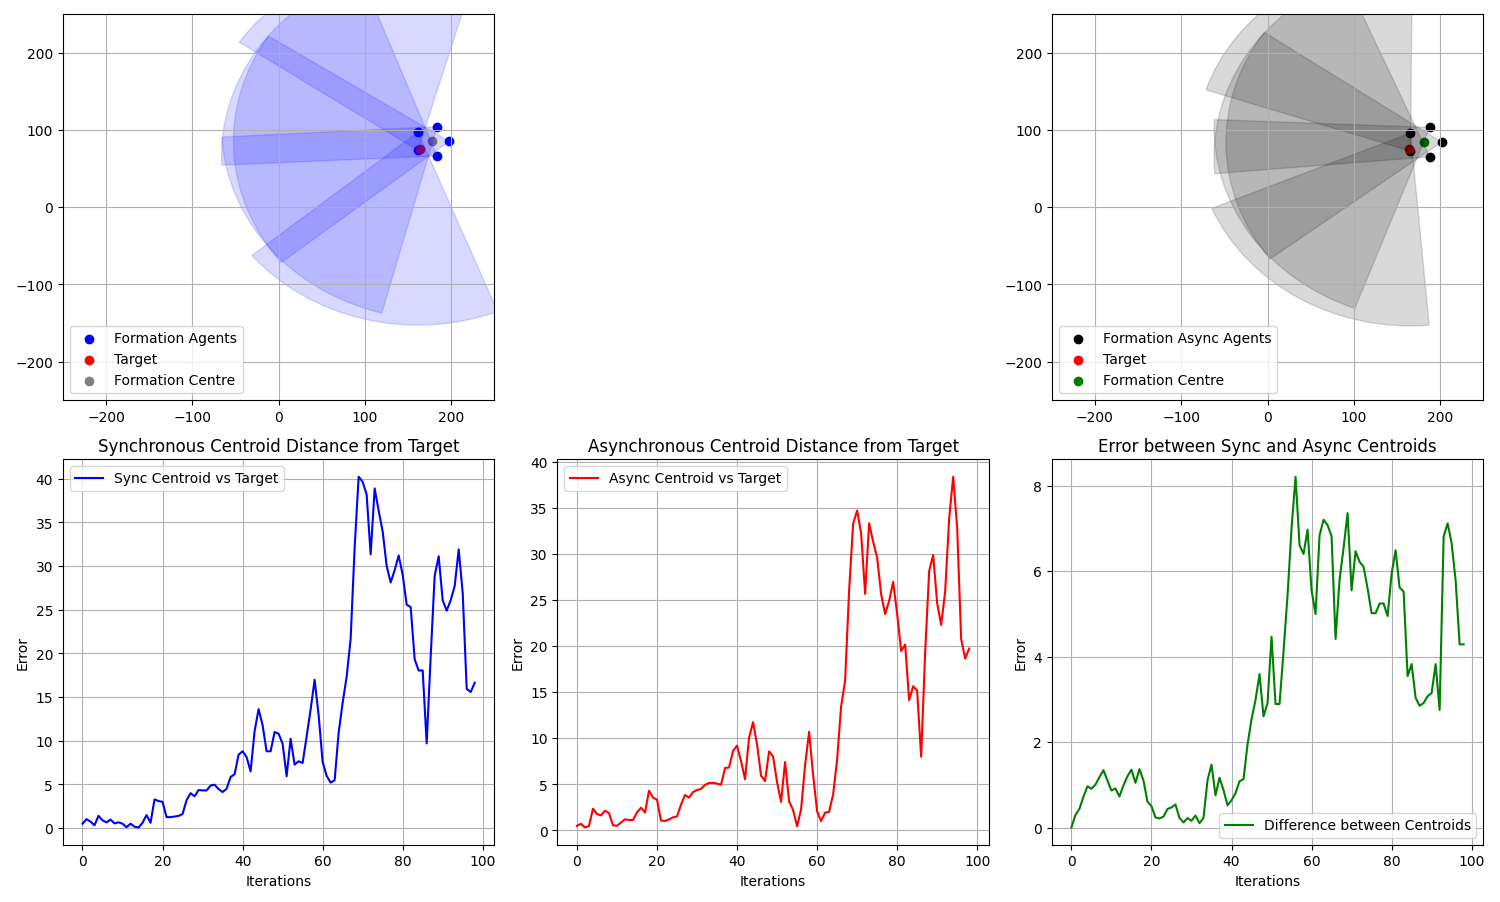 200
100
0
−100
−200
Formation Agents
Target
Formation Centre
−200 −100 0 100 200
200
100
0
−100
−200
Formation Async Agents
Target
Formation Centre
−200 −100 0 100 200
Synchronous Centroid Distance from Target
Sync Centroid vs Target
40
35
30
25
20
15
10
5
0
Error
0 20 40 60 80 100
Iterations
Asynchronous Centroid Distance from Target
Async Centroid vs Target
40
35
30
25
20
15
10
5
0
Error
0 20 40 60 80 100
Iterations
Error between Sync and Async Centroids
8
6
4
2
0
Error
Difference between Centroids
0 20 40 60 80 100
Iterations